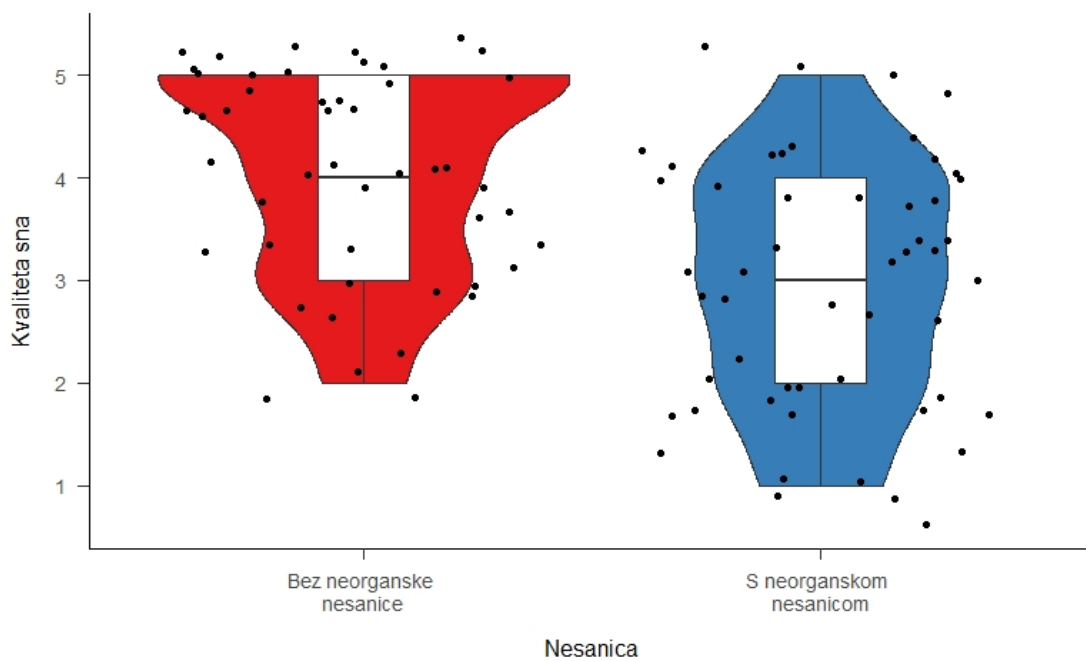 5
4
3
2
1
Kvaliteta sna
Bez neorganske
nesanice
S neorganskom
nesanicom
Nesanica